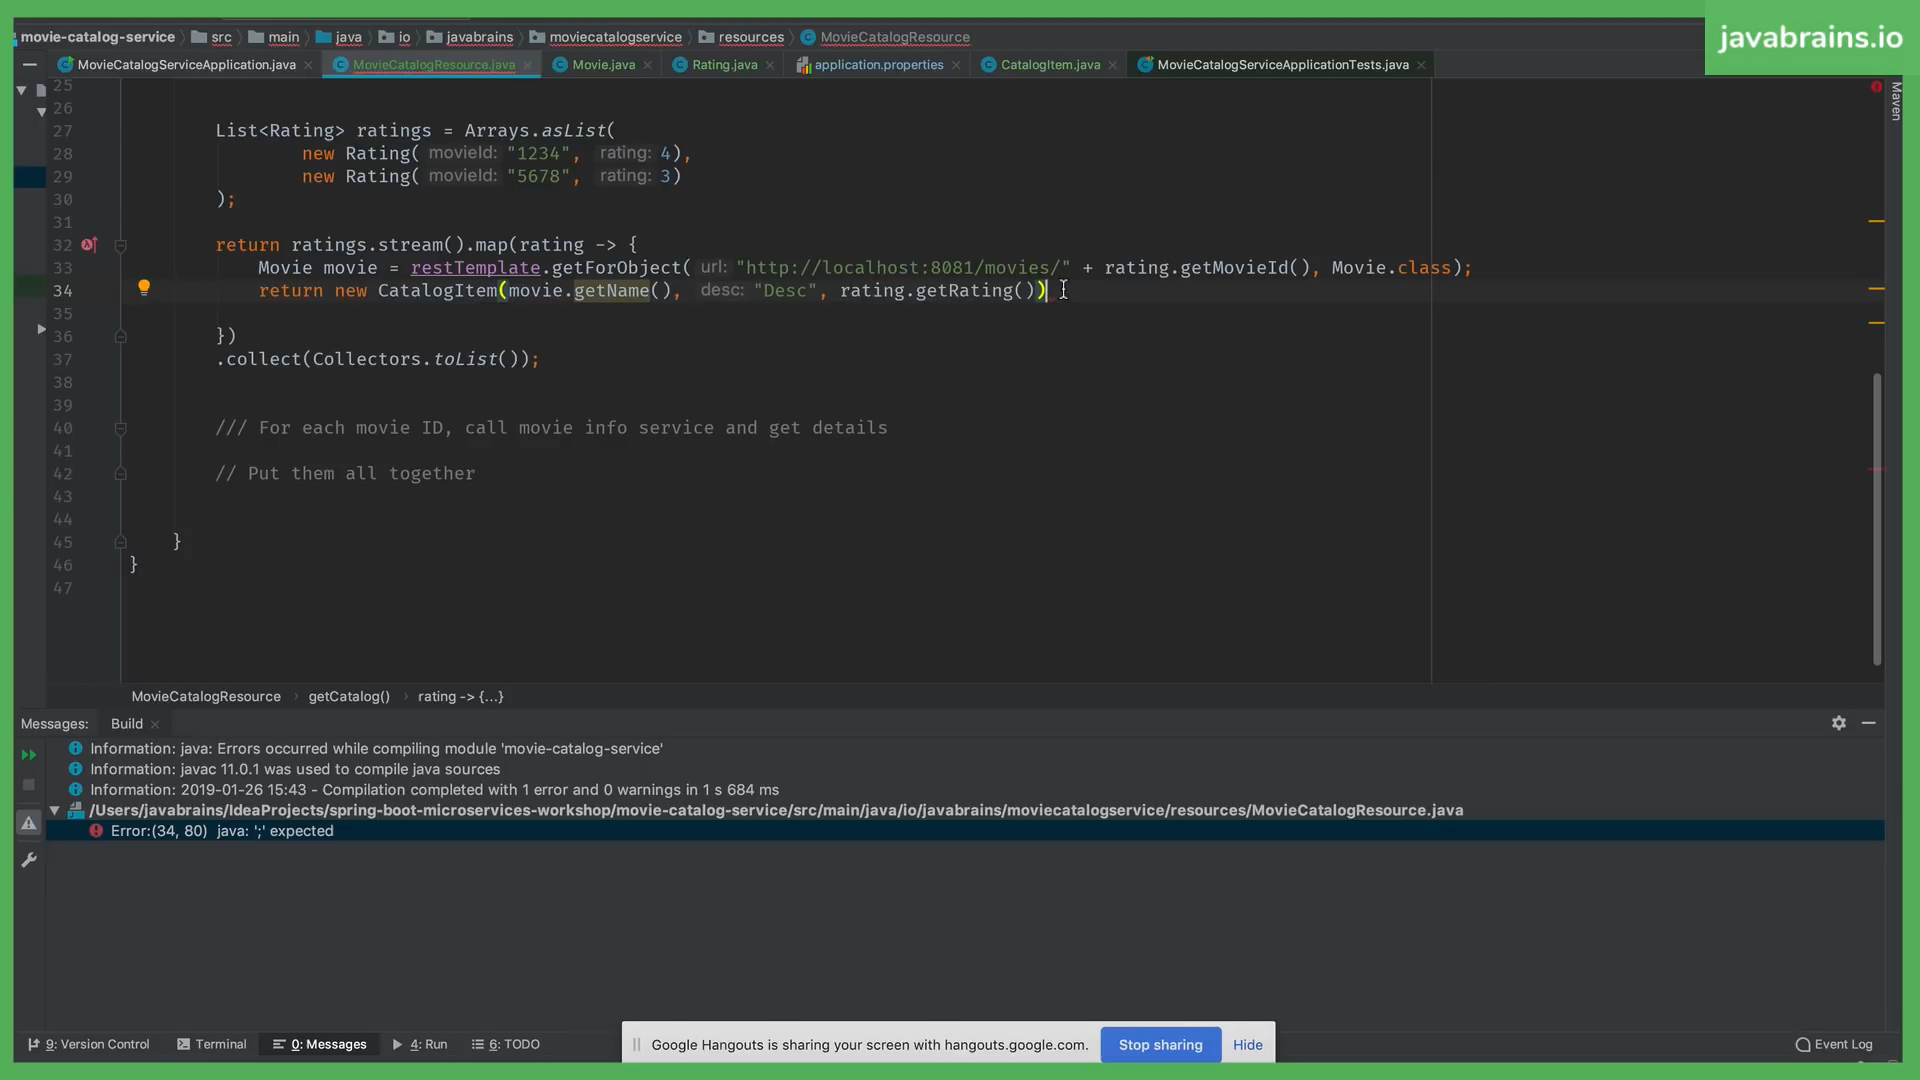 javabrains.io
movie-catalog-service src main java io javabrains moviecatalogservice resources MovieCatalogResource
MovieCatalogServiceApplication.java MovieCatalogResource.java Movie.java Rating.java application.properties CatalogItem.java MovieCatalogServiceApplicationTests.java
Maven
25
26
27 List<Rating> ratings = Arrays.asList(
28 new Rating( movieId: "1234", rating: 4),
29 new Rating( movieId: "5678", rating: 3)
30 );
31
32 return ratings.stream().map(rating -> {
33 Movie movie = restTemplate.getForObject( url: "http://localhost:8081/movies/" + rating.getMovieId(), Movie.class);
34 return new CatalogItem(movie.getName(), desc: "Desc", rating.getRating())
35
36 })
37 .collect(Collectors.toList());
38
39
40 /// For each movie ID, call movie info service and get details
41
42 // Put them all together
43
44
45 }
46 }
47
MovieCatalogResource › getCatalog() › rating -> {...}
Messages: Build
Information: java: Errors occurred while compiling module 'movie-catalog-service'
Information: javac 11.0.1 was used to compile java sources
Information: 2019-01-26 15:43 - Compilation completed with 1 error and 0 warnings in 1 s 684 ms
/Users/javabrains/IdeaProjects/spring-boot-microservices-workshop/movie-catalog-service/src/main/java/io/javabrains/moviecatalogservice/resources/MovieCatalogResource.java
Error:(34, 80) java: ';' expected
9: Version Control Terminal 0: Messages 4: Run 6: TODO Event Log
Google Hangouts is sharing your screen with hangouts.google.com. Stop sharing Hide